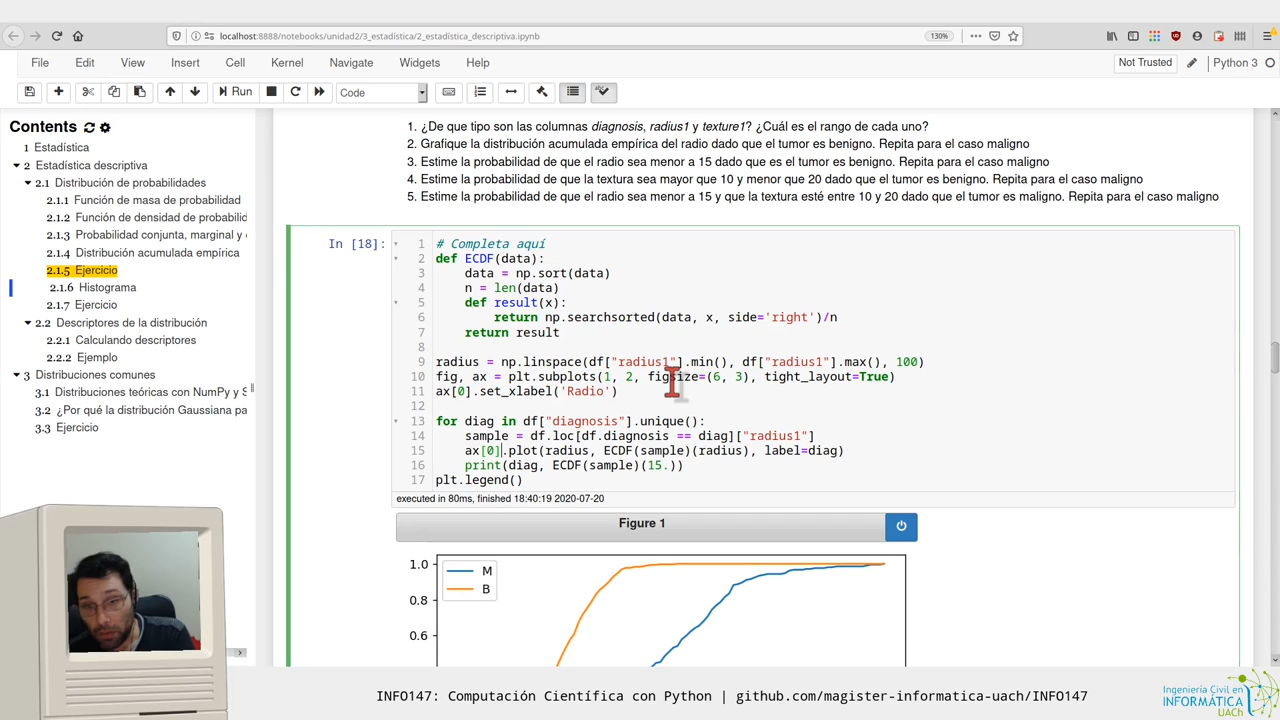 localhost:8888/notebooks/unidad2/3_estadística/2_estadística_descriptiva.ipynb
130%
File Edit View Insert Cell Kernel Navigate Widgets Help
Not Trusted
Python 3
Run
Code
Contents
1 Estadística
2 Estadística descriptiva
2.1 Distribución de probabilidades
2.1.1 Función de masa de probabilidad
2.1.2 Función de densidad de probabilid
2.1.3 Probabilidad conjunta, marginal y
2.1.4 Distribución acumulada empírica
2.1.5 Ejercicio
2.1.6 Histograma
2.1.7 Ejercicio
2.2 Descriptores de la distribución
2.2.1 Calculando descriptores
2.2.2 Ejemplo
3 Distribuciones comunes
3.1 Distribuciones teóricas con NumPy y S
3.2 ¿Por qué la distribución Gaussiana pa
3.3 Ejercicio
1. ¿De que tipo son las columnas diagnosis, radius1 y texture1? ¿Cuál es el rango de cada uno?
2. Grafique la distribución acumulada empírica del radio dado que el tumor es benigno. Repita para el caso maligno
3. Estime la probabilidad de que el radio sea menor a 15 dado que es el tumor es benigno. Repita para el caso maligno
4. Estime la probabilidad de que la textura sea mayor que 10 y menor que 20 dado que el tumor es benigno. Repita para el caso maligno
5. Estime la probabilidad de que el radio sea menor a 15 y que la textura esté entre 10 y 20 dado que el tumor es maligno. Repita para el caso maligno
In [18]:
1 # Completa aquí
2 def ECDF(data):
3 data = np.sort(data)
4 n = len(data)
5 def result(x):
6 return np.searchsorted(data, x, side='right')/n
7 return result
8
9 radius = np.linspace(df["radius1"].min(), df["radius1"].max(), 100)
10 fig, ax = plt.subplots(1, 2, figsize=(6, 3), tight_layout=True)
11 ax[0].set_xlabel('Radio')
12
13 for diag in df["diagnosis"].unique():
14 sample = df.loc[df.diagnosis == diag]["radius1"]
15 ax[0].plot(radius, ECDF(sample)(radius), label=diag)
16 print(diag, ECDF(sample)(15.))
17 plt.legend()
executed in 80ms, finished 18:40:19 2020-07-20
Figure 1
1.0
0.8
0.6
M
B
INFO147: Computación Científica con Python | github.com/magister-informatica-uach/INFO147
Ingeniería Civil en
INFORMÁTICA
UACh